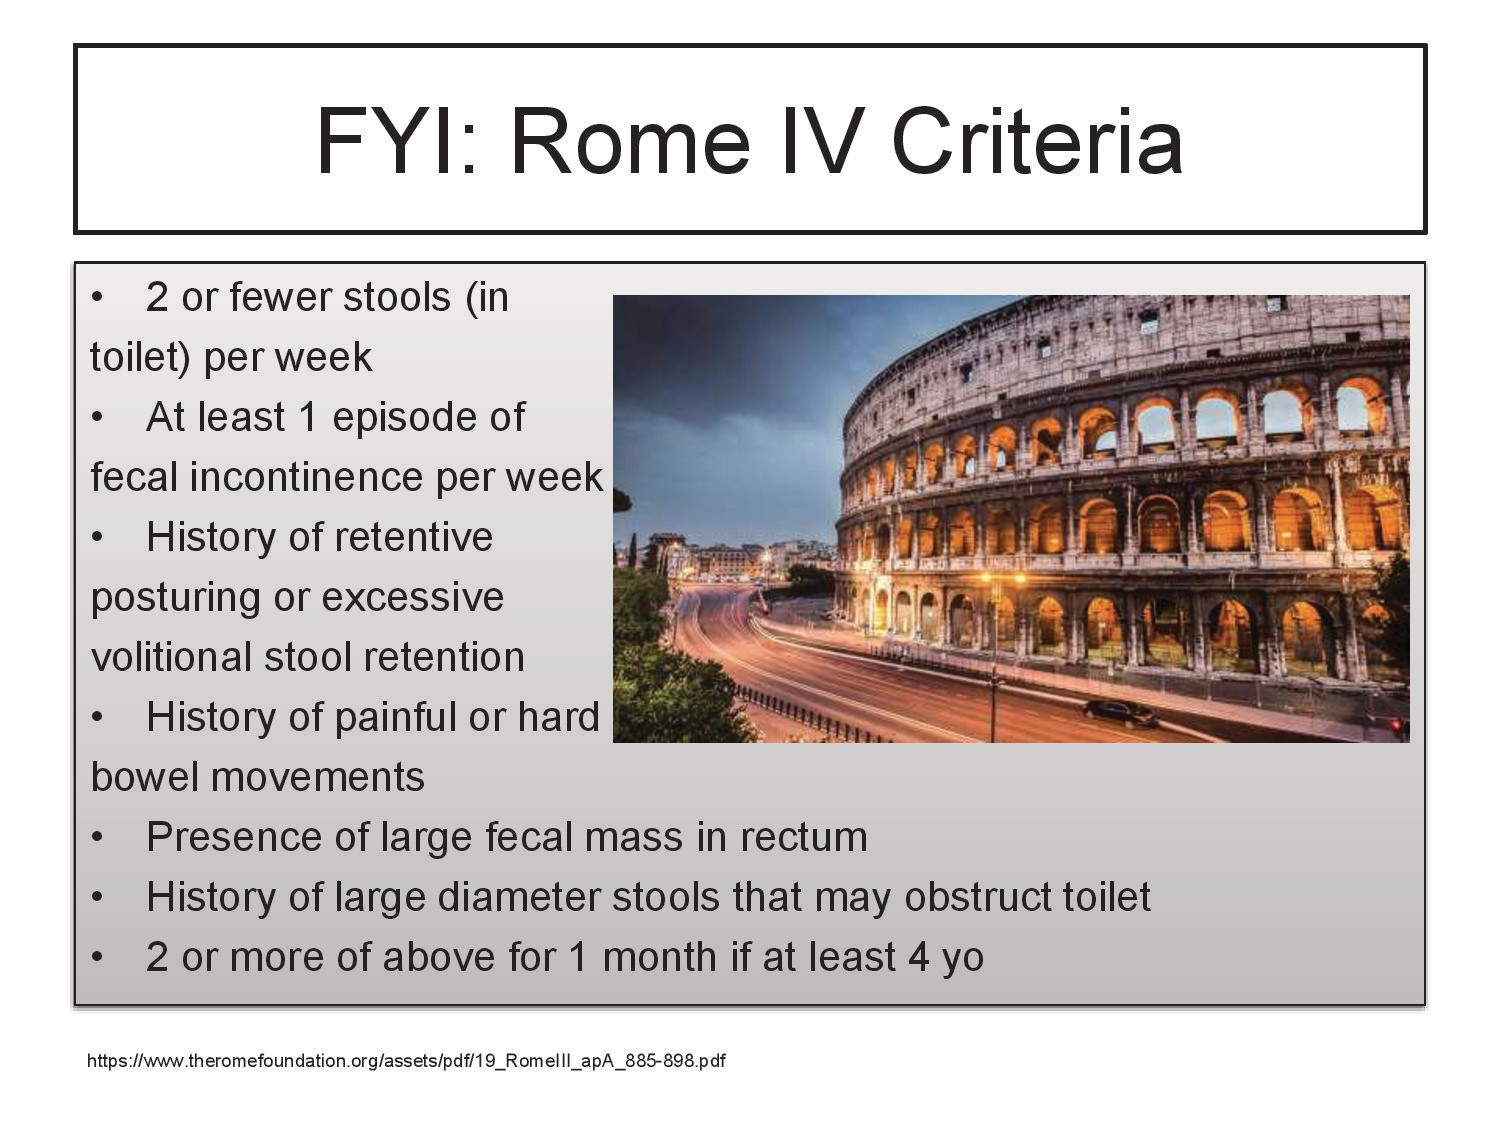 FYI: Rome IV Criteria
• 2 or fewer stools (in
toilet) per week
• At least 1 episode of
fecal incontinence per week
• History of retentive
posturing or excessive
volitional stool retention
• History of painful or hard
bowel movements
• Presence of large fecal mass in rectum
• History of large diameter stools that may obstruct toilet
• 2 or more of above for 1 month if at least 4 yo
https://www.theromefoundation.org/assets/pdf/19_RomeIII_apA_885-898.pdf